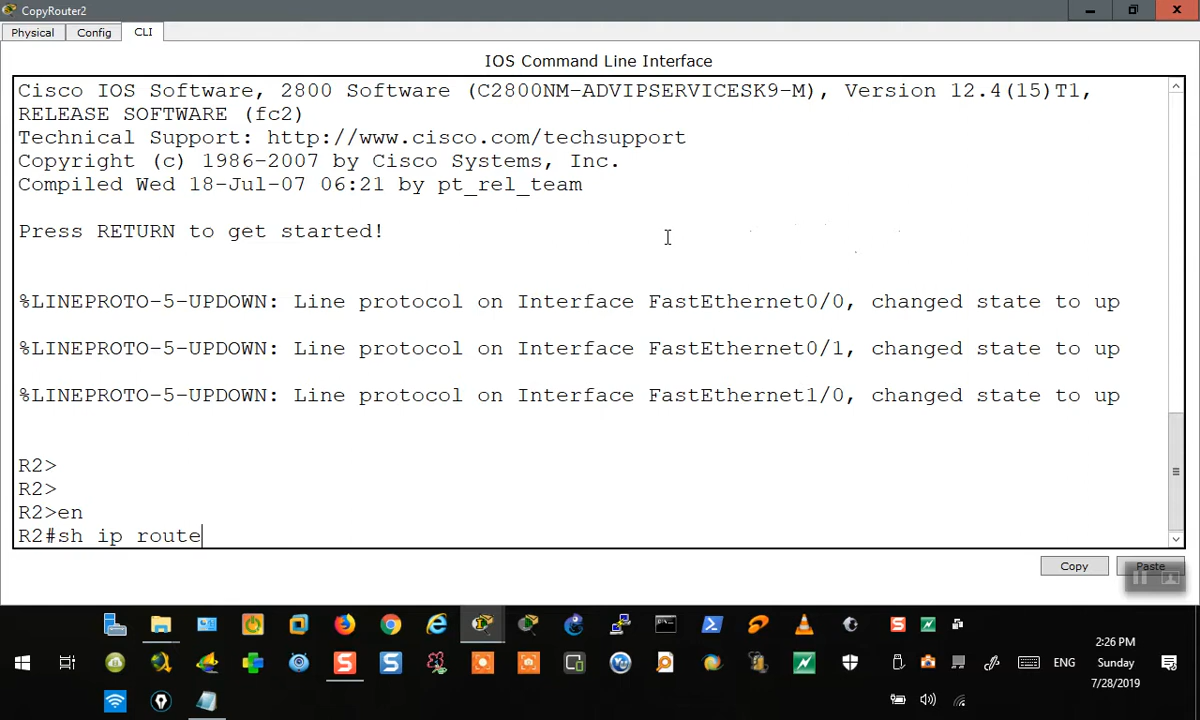 CopyRouter2
Physical Config CLI
IOS Command Line Interface
Cisco IOS Software, 2800 Software (C2800NM-ADVIPSERVICESK9-M), Version 12.4(15)T1,
RELEASE SOFTWARE (fc2)
Technical Support: http://www.cisco.com/techsupport
Copyright (c) 1986-2007 by Cisco Systems, Inc.
Compiled Wed 18-Jul-07 06:21 by pt_rel_team
Press RETURN to get started!
%LINEPROTO-5-UPDOWN: Line protocol on Interface FastEthernet0/0, changed state to up
%LINEPROTO-5-UPDOWN: Line protocol on Interface FastEthernet0/1, changed state to up
%LINEPROTO-5-UPDOWN: Line protocol on Interface FastEthernet1/0, changed state to up
R2>
R2>
R2>en
R2#sh ip route
Copy Paste
2:26 PM
ENG Sunday
7/28/2019